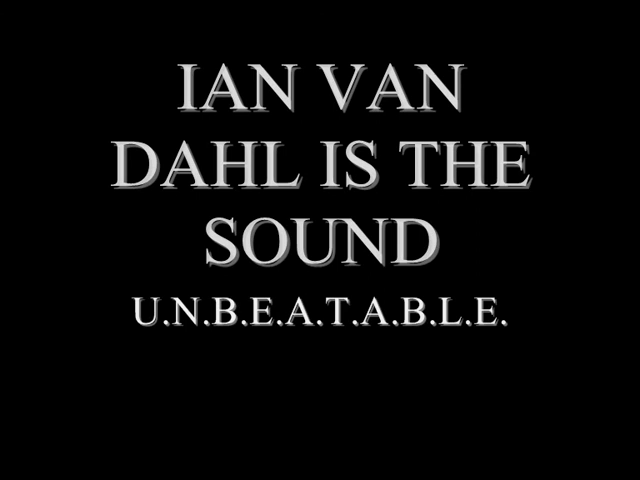 IAN VAN
DAHL IS THE
SOUND
U.N.B.E.A.T.A.B.L.E.